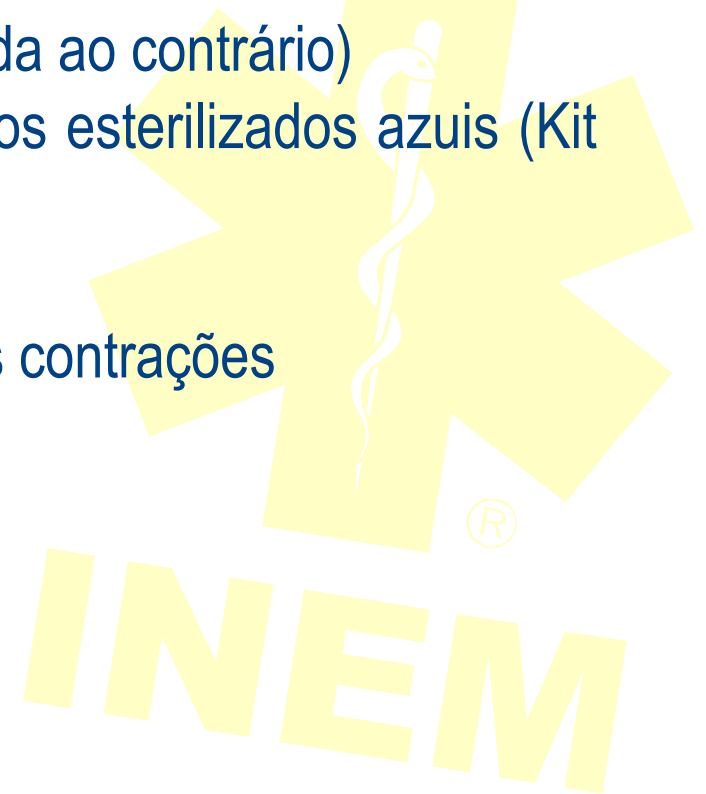 da ao contrário)
os esterilizados azuis (Kit
s contrações
®
INEM